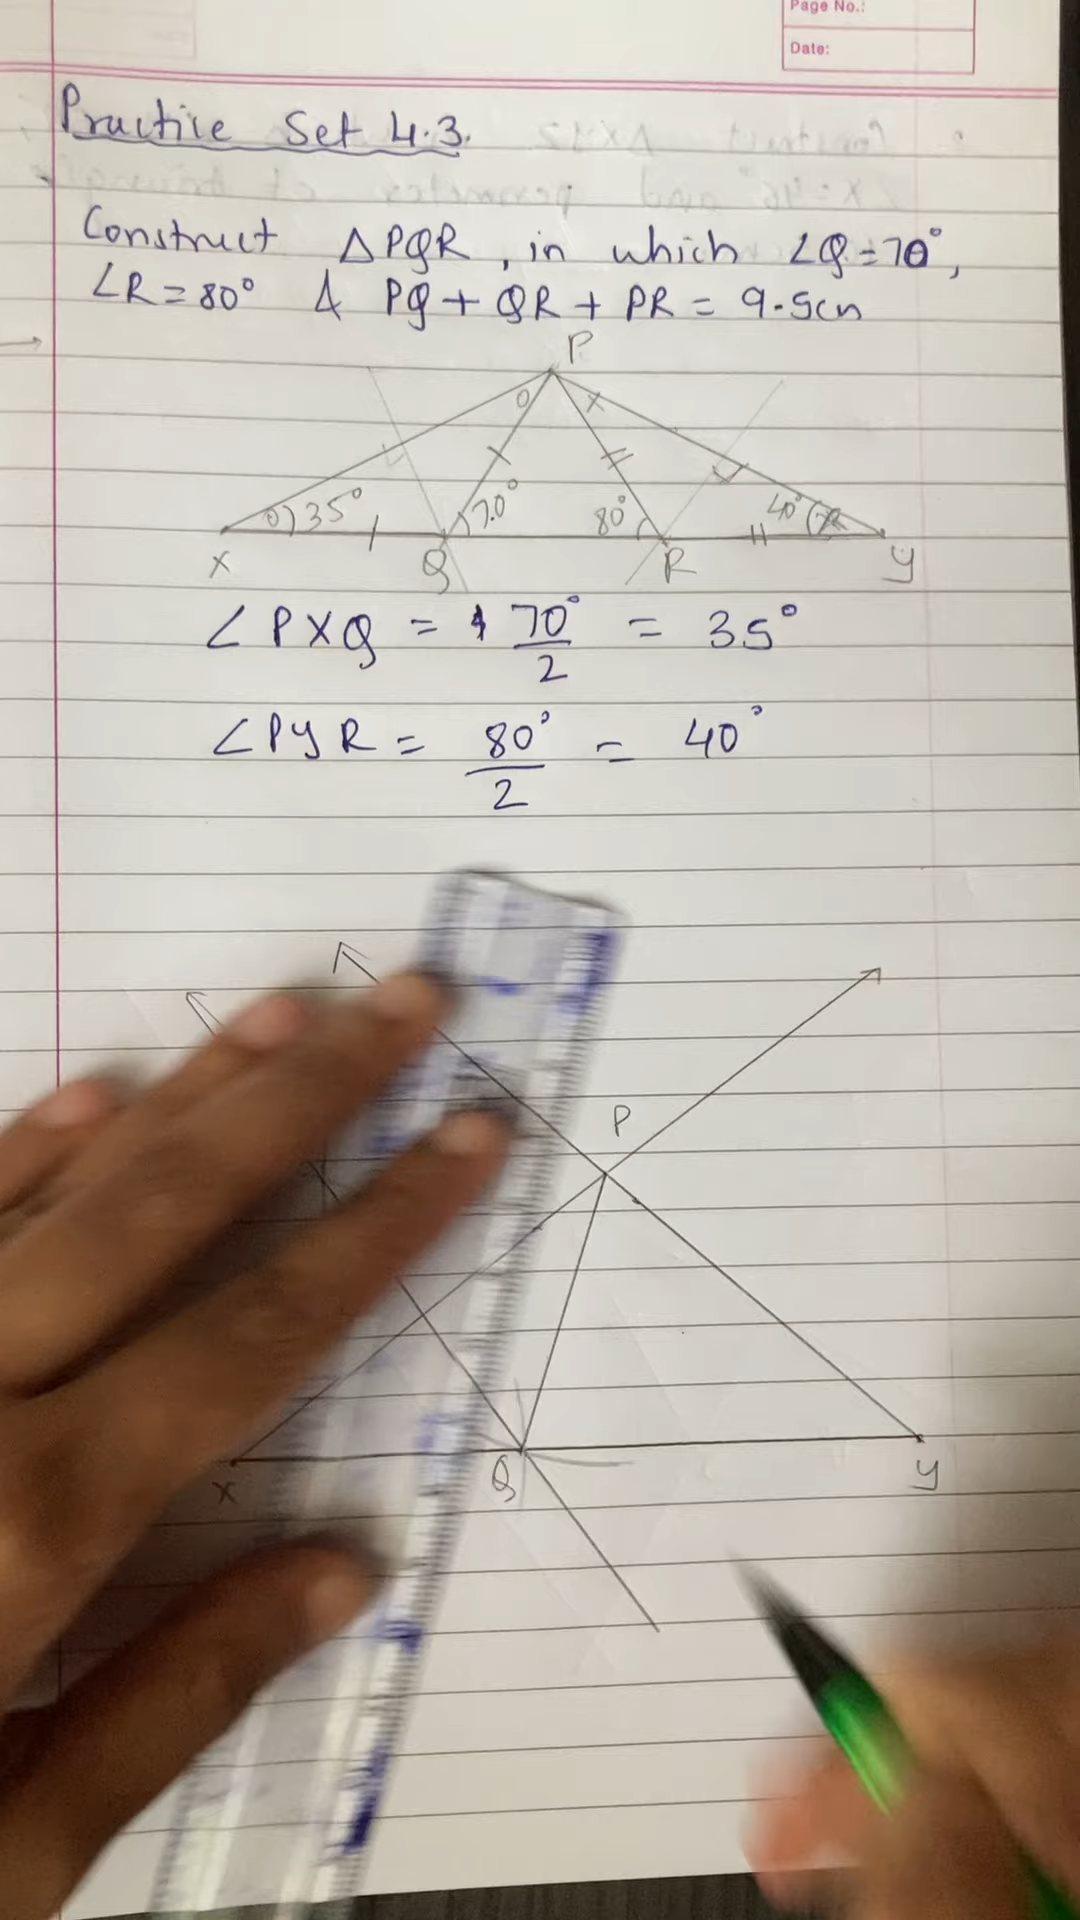 Page No.:
Date:
Practice Set 4.3.
Construct △PQR, in which ∠Q=70°,
∠R=80° & PQ + QR + PR = 9.5cm
P
o x
o 35° 70° 80° 40° x
X Q R Y
∠PXQ = 70°/2 = 35°
∠PYR = 80°/2 = 40°
P
X Q Y